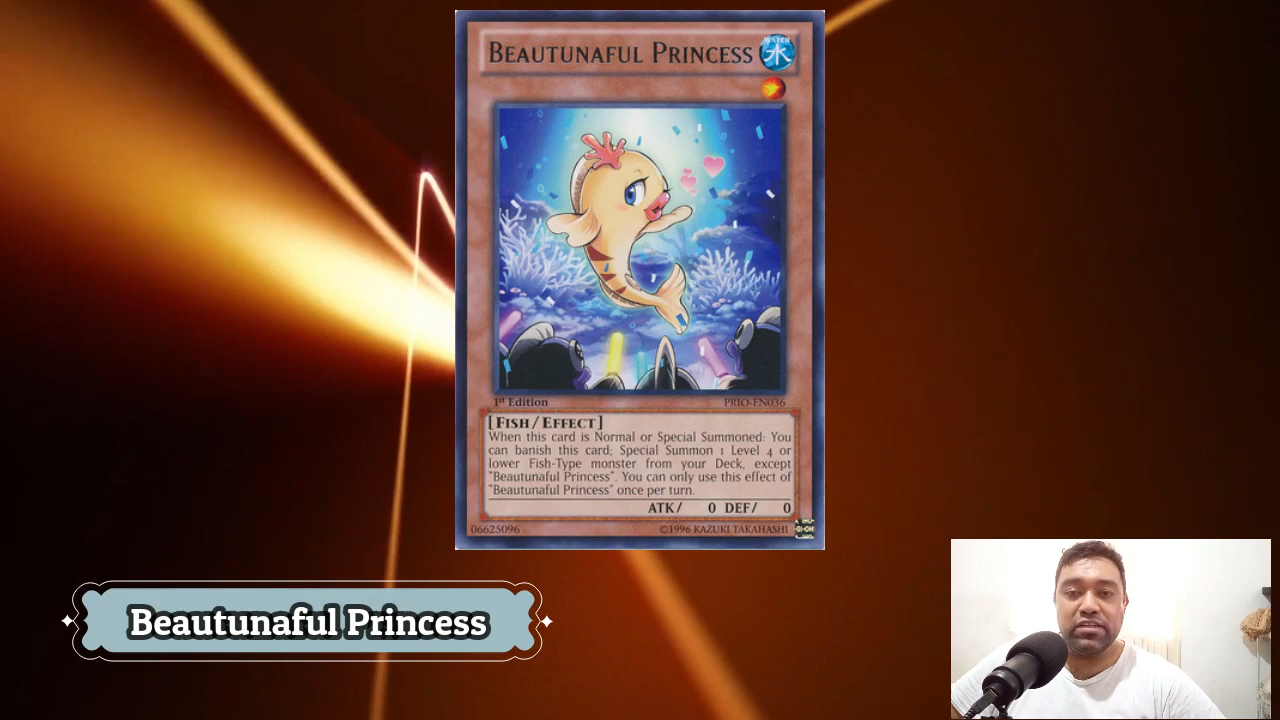 BEAUTUNAFUL PRINCESS
WATER
水
1st Edition
PRIO-EN036
[FISH/EFFECT]
When this card is Normal or Special Summoned: You
can banish this card; Special Summon 1 Level 4 or
lower Fish-Type monster from your Deck, except
"Beautunaful Princess". You can only use this effect of
"Beautunaful Princess" once per turn.
ATK/ 0 DEF/ 0
06625096
©1996 KAZUKI TAKAHASHI
Beautunaful Princess